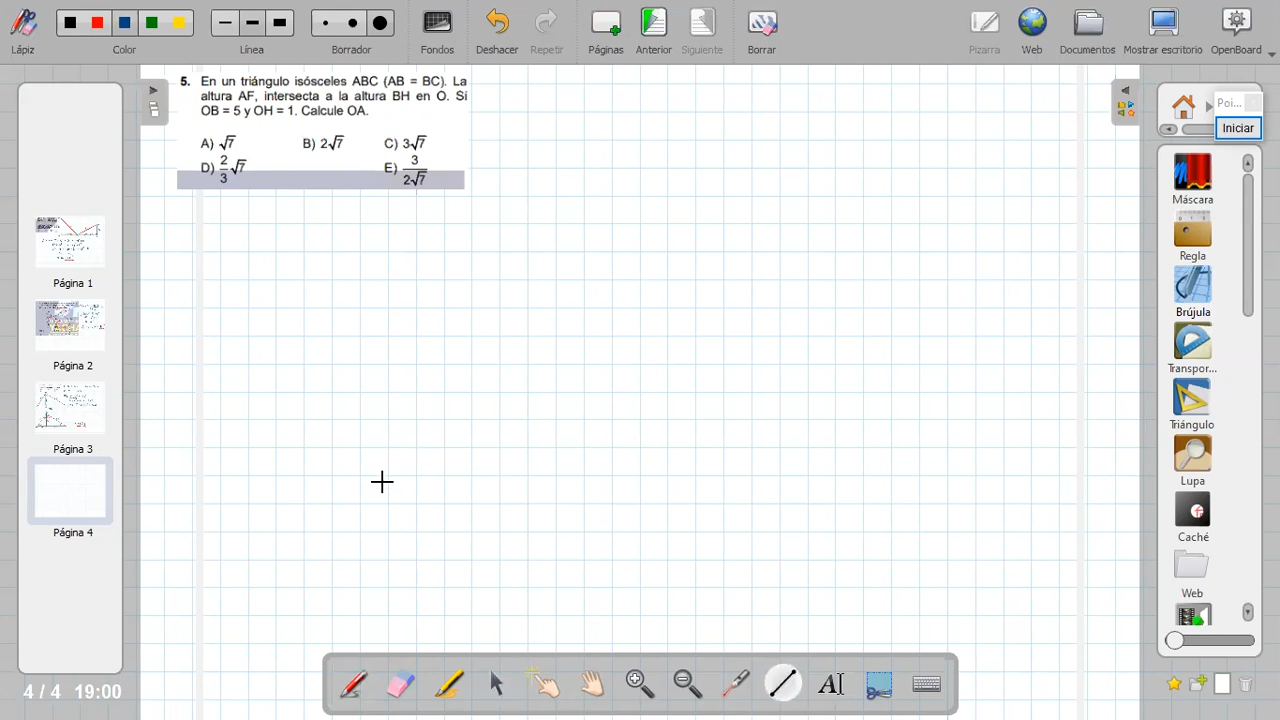 Lápiz
Color
Línea
Borrador
Fondos
Deshacer
Repetir
Páginas
Anterior
Siguiente
Borrar
Pizarra
Web
Documentos
Mostrar escritorio
OpenBoard
5. En un triángulo isósceles ABC (AB = BC). La
altura AF, intersecta a la altura BH en O. Si
OB = 5 y OH = 1. Calcule OA.
A) √7 B) 2√7 C) 3√7
D) 2/3 √7 E) 3/2√7
Poi...
Iniciar
Máscara
Regla
Brújula
Transpor...
Triángulo
Lupa
Caché
Web
Página 1
Página 2
Página 3
Página 4
4 / 4 19:00